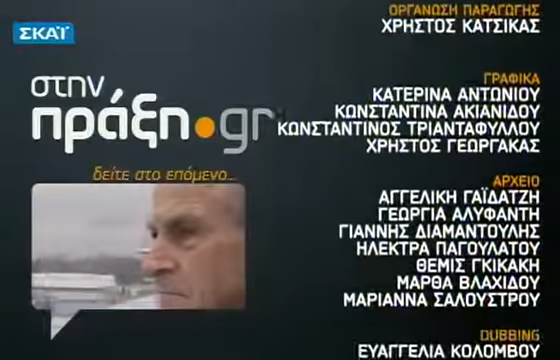 ΣΚΑΪ
στην
πράξη.gr
δείτε στο επόμενο...
ΟΡΓΑΝΩΣΗ ΠΑΡΑΓΩΓΗΣ
ΧΡΗΣΤΟΣ ΚΑΤΣΙΚΑΣ
ΓΡΑΦΙΚΑ
ΚΑΤΕΡΙΝΑ ΑΝΤΩΝΙΟΥ
ΚΩΝΣΤΑΝΤΙΝΑ ΑΚΙΑΝΙΔΟΥ
ΚΩΝΣΤΑΝΤΙΝΟΣ ΤΡΙΑΝΤΑΦΥΛΛΟΥ
ΧΡΗΣΤΟΣ ΓΕΩΡΓΑΚΑΣ
ΑΡΧΕΙΟ
ΑΓΓΕΛΙΚΗ ΓΑΪΔΑΤΖΗ
ΓΕΩΡΓΙΑ ΑΛΥΦΑΝΤΗ
ΓΙΑΝΝΗΣ ΔΙΑΜΑΝΤΟΥΛΗΣ
ΗΛΕΚΤΡΑ ΠΑΓΟΥΛΑΤΟΥ
ΘΕΜΙΣ ΓΚΙΚΑΚΗ
ΜΑΡΘΑ ΒΛΑΧΙΔΟΥ
ΜΑΡΙΑΝΝΑ ΣΑΛΟΥΣΤΡΟΥ
DUBBING
ΕΥΑΓΓΕΛΙΑ ΚΟΛΟΜΒΟΥ